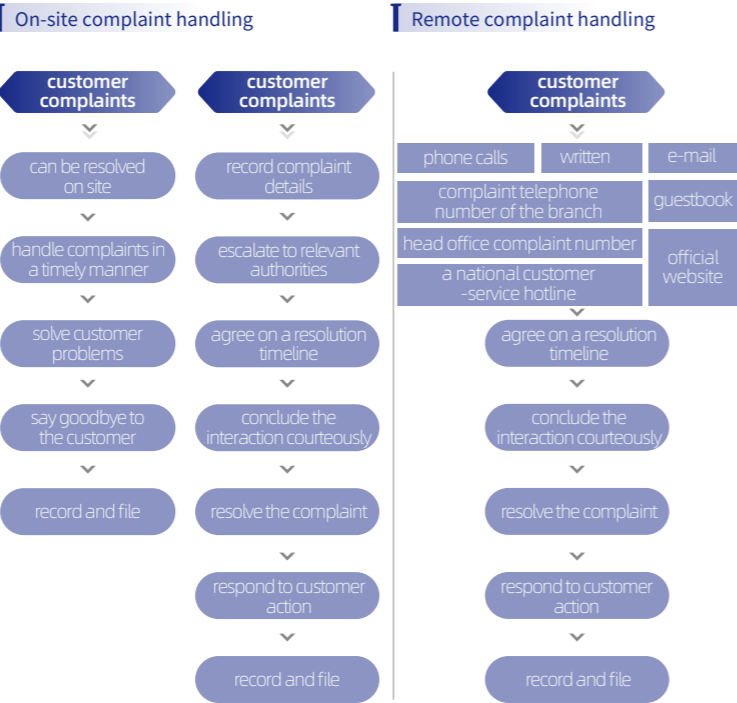 On-site complaint handling
customer
complaints
can be resolved
on site
handle complaints in
a timely manner
solve customer
problems
say goodbye to
the customer
record and file
customer
complaints
record complaint
details
escalate to relevant
authorities
agree on a resolution
timeline
conclude the
interaction courteously
resolve the complaint
respond to customer
action
record and file
Remote complaint handling
customer
complaints
phone calls
written
e-mail
complaint telephone
number of the branch
guestbook
head office complaint number
official
website
a national customer
-service hotline
agree on a resolution
timeline
conclude the
interaction courteously
resolve the complaint
respond to customer
action
record and file